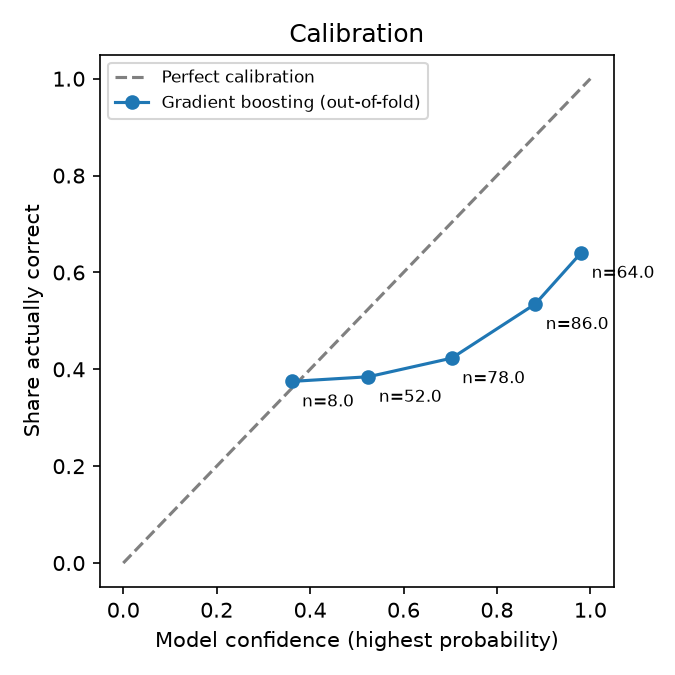 Calibration
Perfect calibration
Gradient boosting (out-of-fold)
1.0
0.8
0.6
0.4
0.2
0.0
Share actually correct
n=64.0
n=86.0
n=78.0
n=52.0
n=8.0
0.0 0.2 0.4 0.6 0.8 1.0
Model confidence (highest probability)